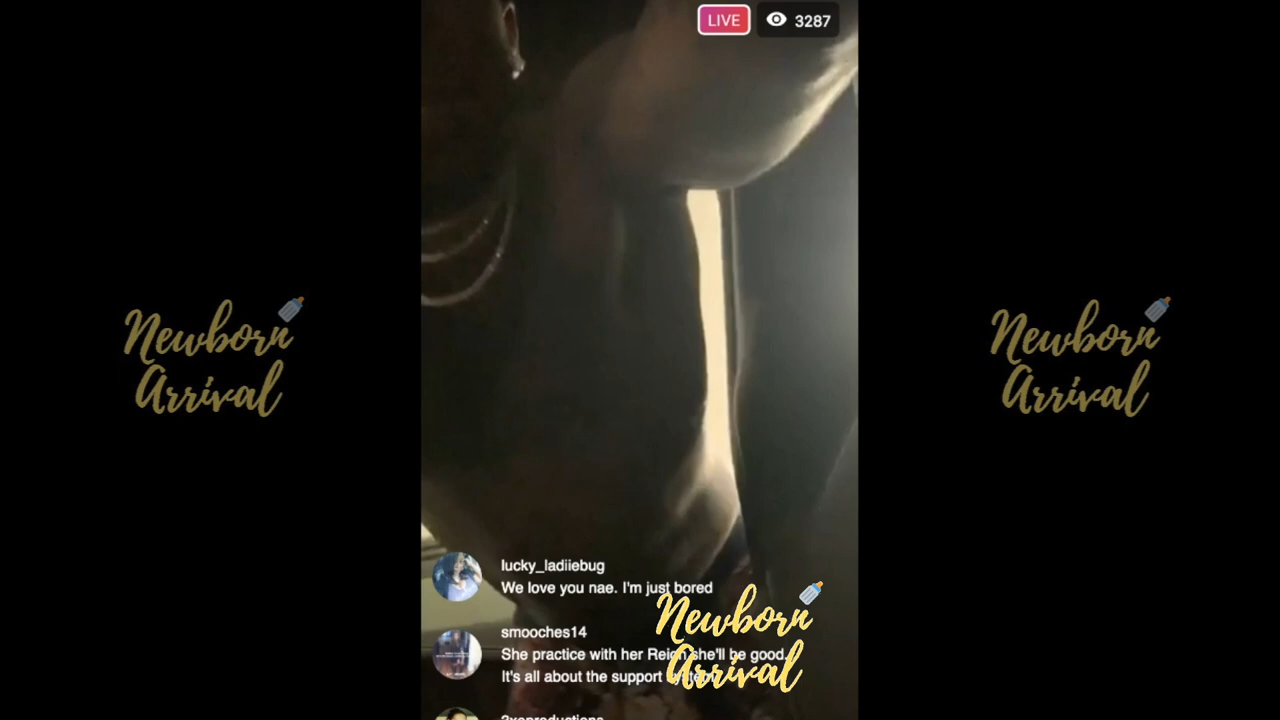 LIVE 3287
Newborn
Arrival
Newborn
Arrival
lucky_ladiiebug
We love you nae. I'm just bored
smooches14
She practice with her Reign she'll be good.
It's all about the support
Newborn
Arrival